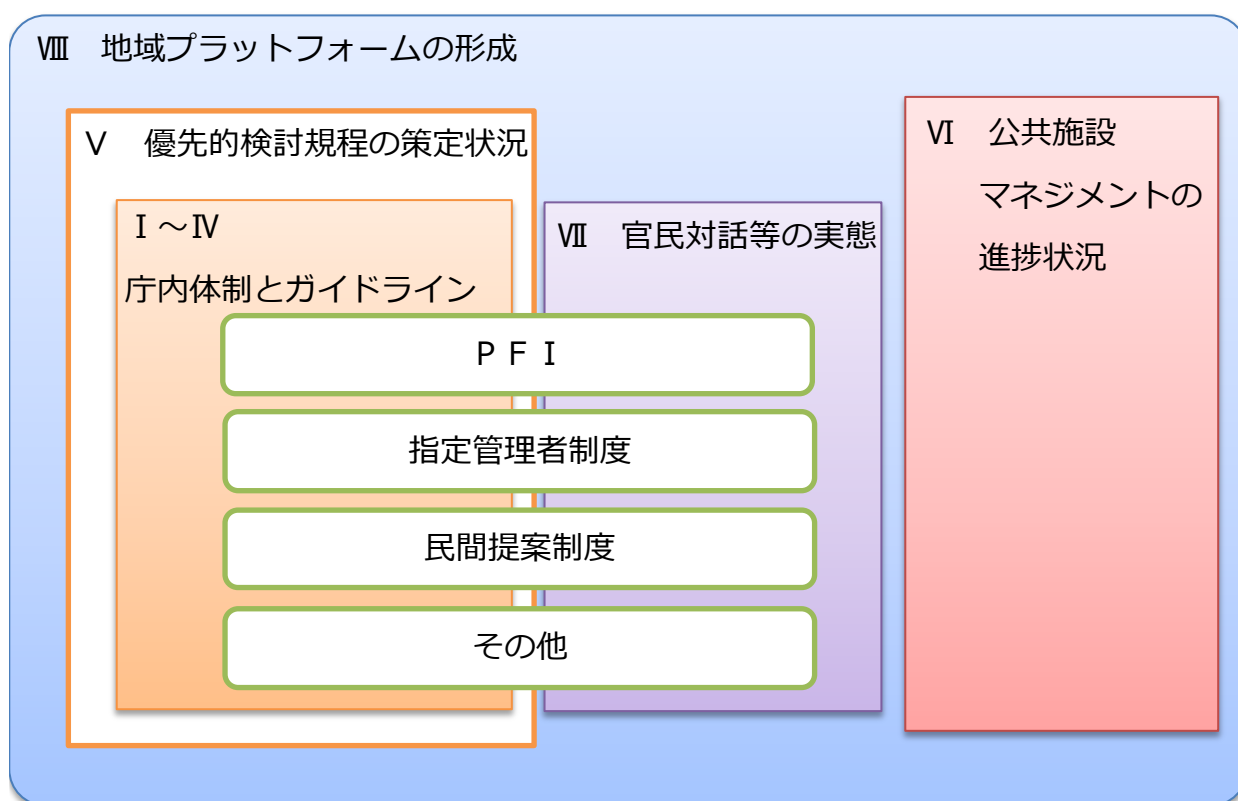 Ⅷ　地域プラットフォームの形成
Ⅴ　優先的検討規程の策定状況
Ⅰ～Ⅳ
庁内体制とガイドライン
Ⅶ　官民対話等の実態
Ⅵ　公共施設
マネジメントの
進捗状況
ＰＦＩ
指定管理者制度
民間提案制度
その他